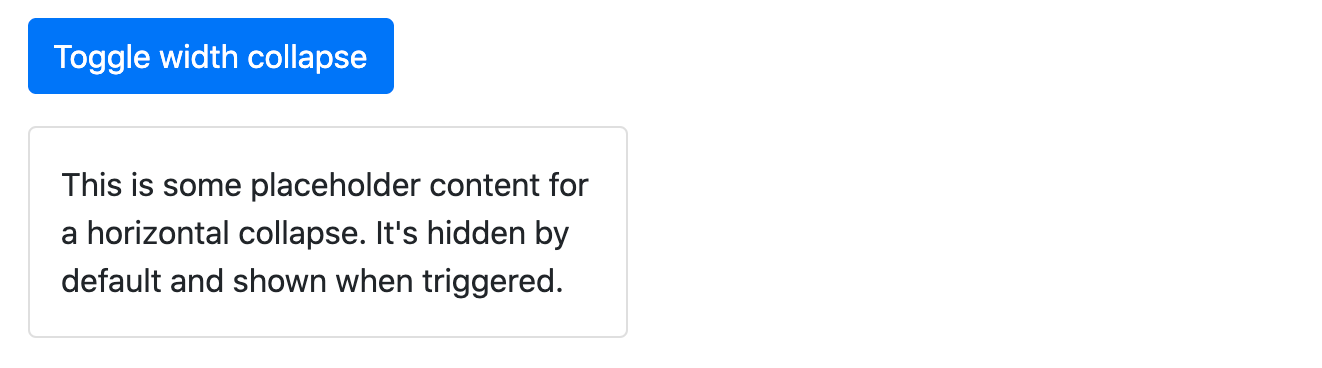 Toggle width collapse
This is some placeholder content for
a horizontal collapse. It's hidden by
default and shown when triggered.